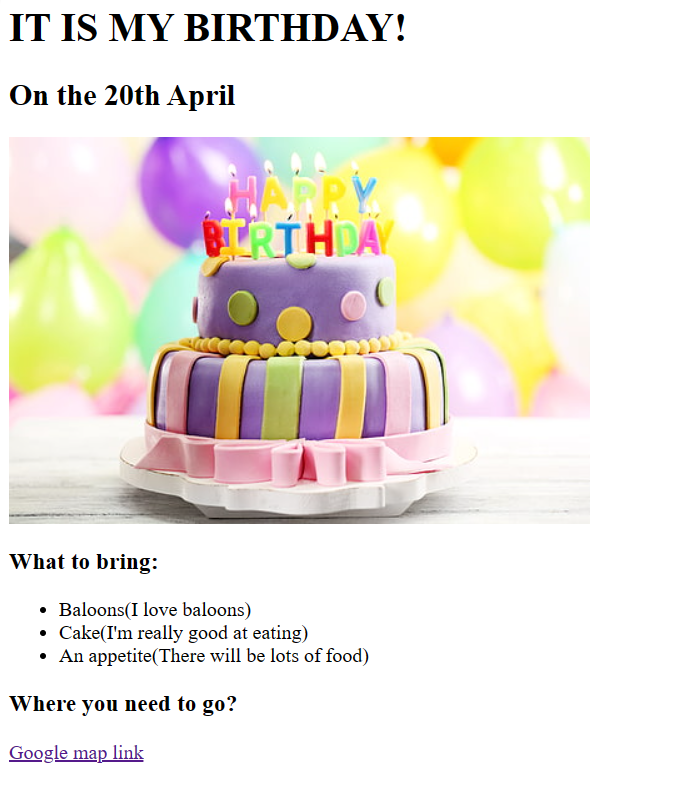 IT IS MY BIRTHDAY!
On the 20th April
HAPPY
BIRTHDAY
What to bring:
Baloons(I love baloons)
Cake(I'm really good at eating)
An appetite(There will be lots of food)
Where you need to go?
Google map link